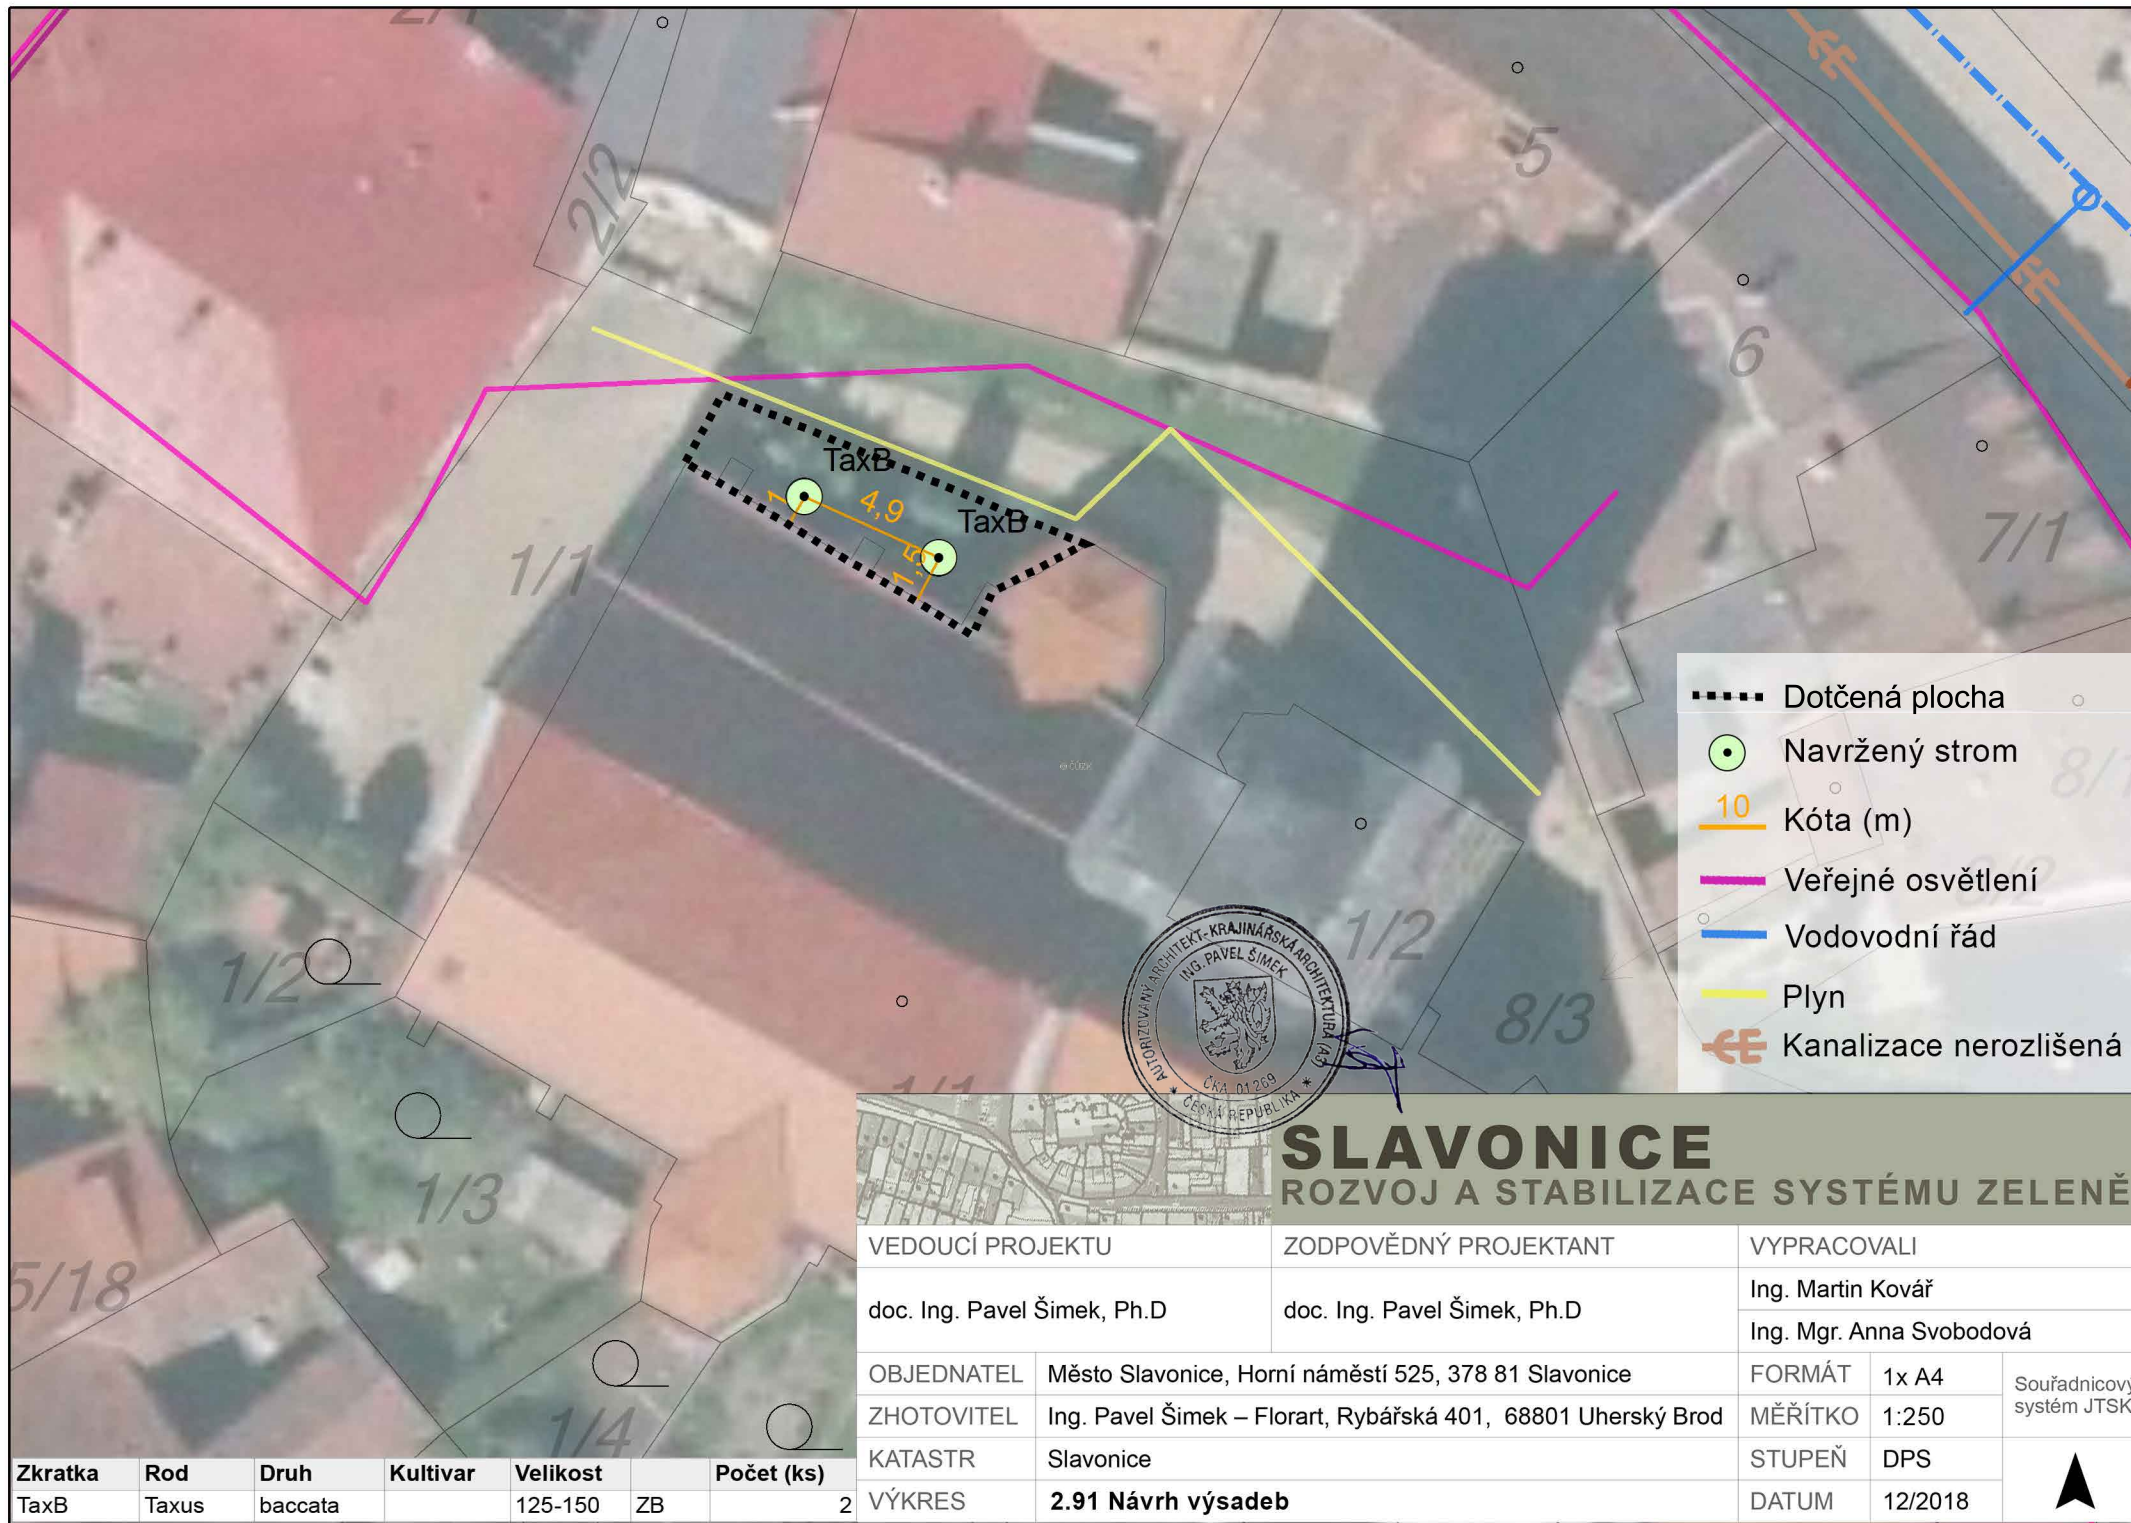 2/2
5
6
7/1
TaxB
1
4,9
TaxB
1,5
1/1
©ČÚZK
Dotčená plocha
Navržený strom
10
Kóta (m)
Veřejné osvětlení
Vodovodní řád
Plyn
Kanalizace nerozlišená
8/2
1/2
1/2
8/3
1/1
1/3
5/18
1/4
AUTORIZOVANÝ ARCHITEKT-KRAJINÁŘSKÁ ARCHITEKTURA (A3)
ING. PAVEL ŠIMEK
ČKA 01269
ČESKÁ REPUBLIKA
SLAVONICE
ROZVOJ A STABILIZACE SYSTÉMU ZELENĚ
VEDOUCÍ PROJEKTU ZODPOVĚDNÝ PROJEKTANT VYPRACOVALI
doc. Ing. Pavel Šimek, Ph.D doc. Ing. Pavel Šimek, Ph.D
Ing. Martin Kovář
Ing. Mgr. Anna Svobodová
OBJEDNATEL Město Slavonice, Horní náměstí 525, 378 81 Slavonice FORMÁT 1x A4
ZHOTOVITEL Ing. Pavel Šimek – Florart, Rybářská 401, 68801 Uherský Brod MĚŘÍTKO 1:250
Souřadnicový
systém JTSK
KATASTR Slavonice STUPEŇ DPS
VÝKRES 2.91 Návrh výsadeb DATUM 12/2018
Zkratka Rod Druh Kultivar Velikost Počet (ks)
TaxB Taxus baccata 125-150 ZB 2